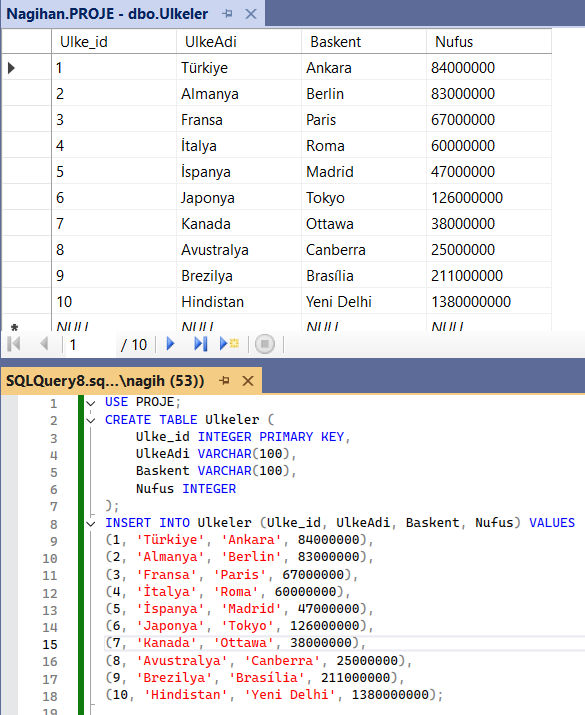 Nagihan.PROJE - dbo.Ulkeler
Ulke_id UlkeAdi Baskent Nufus
1 Türkiye Ankara 84000000
2 Almanya Berlin 83000000
3 Fransa Paris 67000000
4 İtalya Roma 60000000
5 İspanya Madrid 47000000
6 Japonya Tokyo 126000000
7 Kanada Ottawa 38000000
8 Avustralya Canberra 25000000
9 Brezilya Brasília 211000000
10 Hindistan Yeni Delhi 1380000000
* NULL NULL NULL NULL
1 / 10
SQLQuery8.sq...\nagih (53))
1 USE PROJE;
2 CREATE TABLE Ulkeler (
3 Ulke_id INTEGER PRIMARY KEY,
4 UlkeAdi VARCHAR(100),
5 Baskent VARCHAR(100),
6 Nufus INTEGER
7 );
8 INSERT INTO Ulkeler (Ulke_id, UlkeAdi, Baskent, Nufus) VALUES
9 (1, 'Türkiye', 'Ankara', 84000000),
10 (2, 'Almanya', 'Berlin', 83000000),
11 (3, 'Fransa', 'Paris', 67000000),
12 (4, 'İtalya', 'Roma', 60000000),
13 (5, 'İspanya', 'Madrid', 47000000),
14 (6, 'Japonya', 'Tokyo', 126000000),
15 (7, 'Kanada', 'Ottawa', 38000000),
16 (8, 'Avustralya', 'Canberra', 25000000),
17 (9, 'Brezilya', 'Brasília', 211000000),
18 (10, 'Hindistan', 'Yeni Delhi', 1380000000);
19